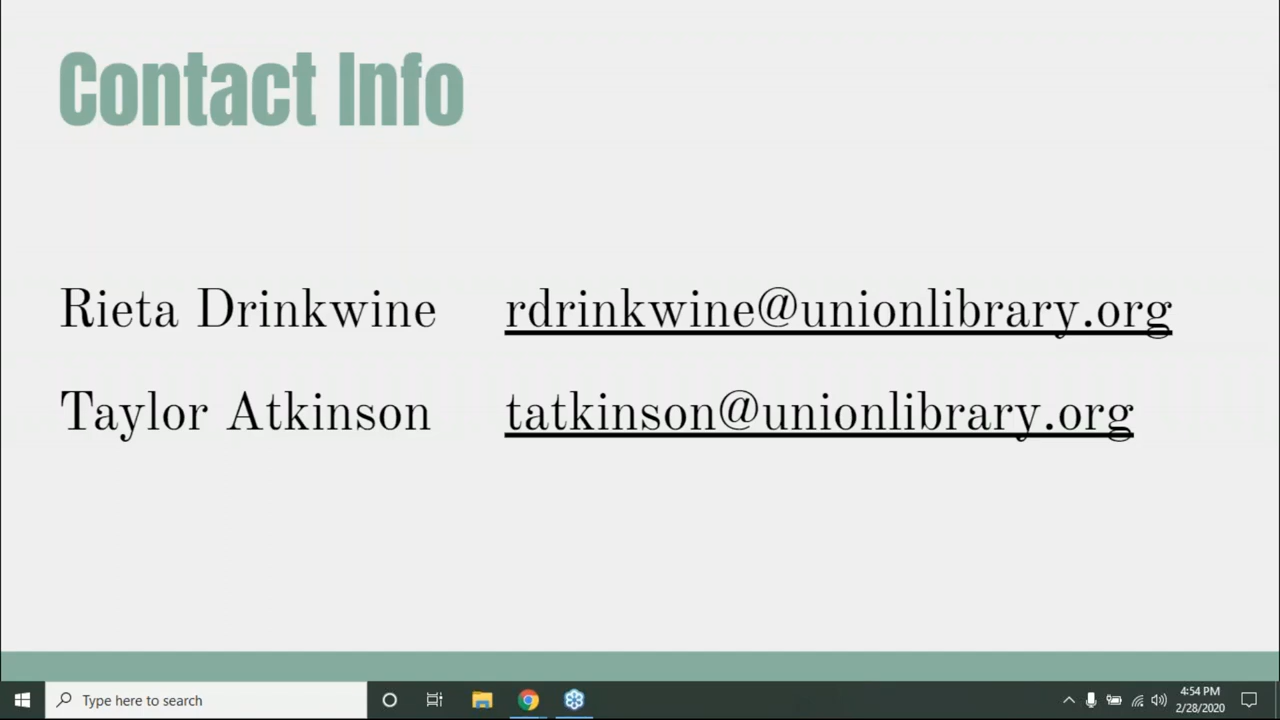 Contact Info
Rieta Drinkwine rdrinkwine@unionlibrary.org
Taylor Atkinson tatkinson@unionlibrary.org
Type here to search
4:54 PM
2/28/2020